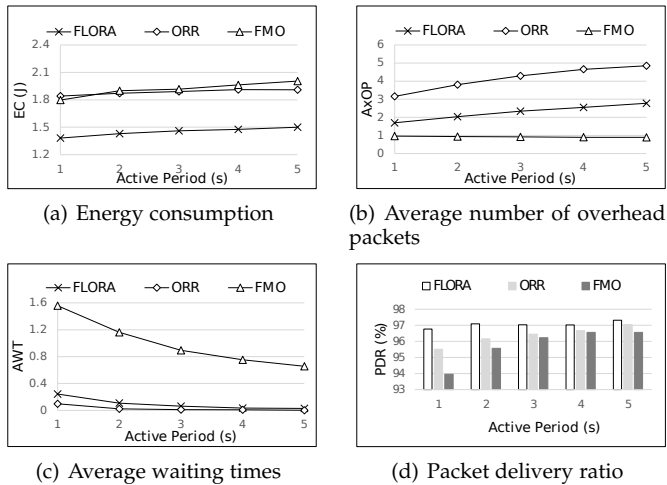 FLORA ORR FMO
2.4
2.1
1.8
1.5
1.2
EC (J)
1 2 3 4 5
Active Period (s)
(a) Energy consumption
FLORA ORR FMO
6
5
4
3
2
1
0
AxOP
1 2 3 4 5
Active Period (s)
(b) Average number of overhead
packets
FLORA ORR FMO
1.6
1.2
0.8
0.4
0
AWT
1 2 3 4 5
Active Period (s)
(c) Average waiting times
FLORA ORR FMO
98
97
96
95
94
93
PDR (%)
1 2 3 4 5
Active Period (s)
(d) Packet delivery ratio